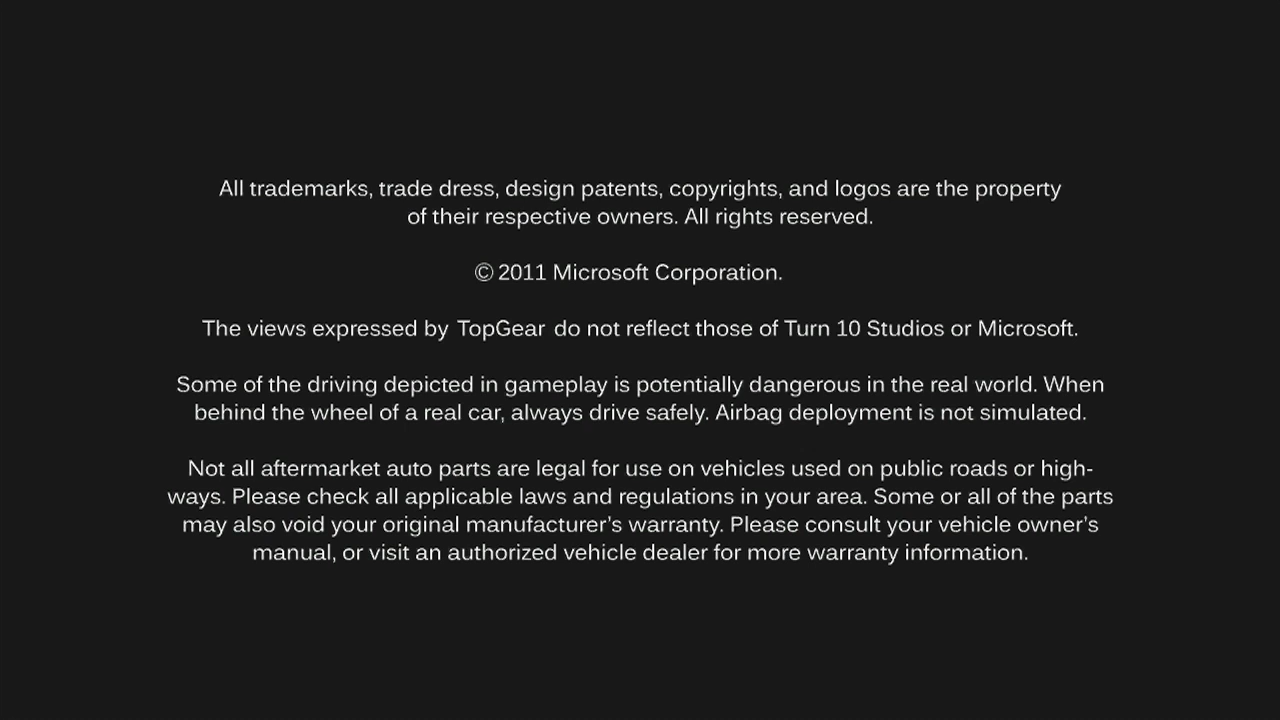 All trademarks, trade dress, design patents, copyrights, and logos are the property
of their respective owners. All rights reserved.
© 2011 Microsoft Corporation.
The views expressed by TopGear do not reflect those of Turn 10 Studios or Microsoft.
Some of the driving depicted in gameplay is potentially dangerous in the real world. When
behind the wheel of a real car, always drive safely. Airbag deployment is not simulated.
Not all aftermarket auto parts are legal for use on vehicles used on public roads or high-
ways. Please check all applicable laws and regulations in your area. Some or all of the parts
may also void your original manufacturer’s warranty. Please consult your vehicle owner’s
manual, or visit an authorized vehicle dealer for more warranty information.